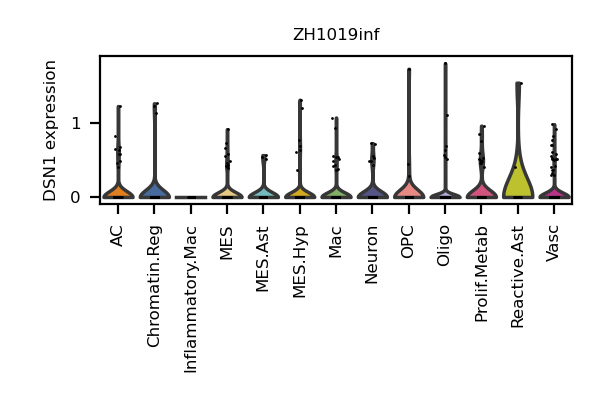 ZH1019inf
DSN1 expression
1
0
AC
Chromatin.Reg
Inflammatory.Mac
MES
MES.Ast
MES.Hyp
Mac
Neuron
OPC
Oligo
Prolif.Metab
Reactive.Ast
Vasc